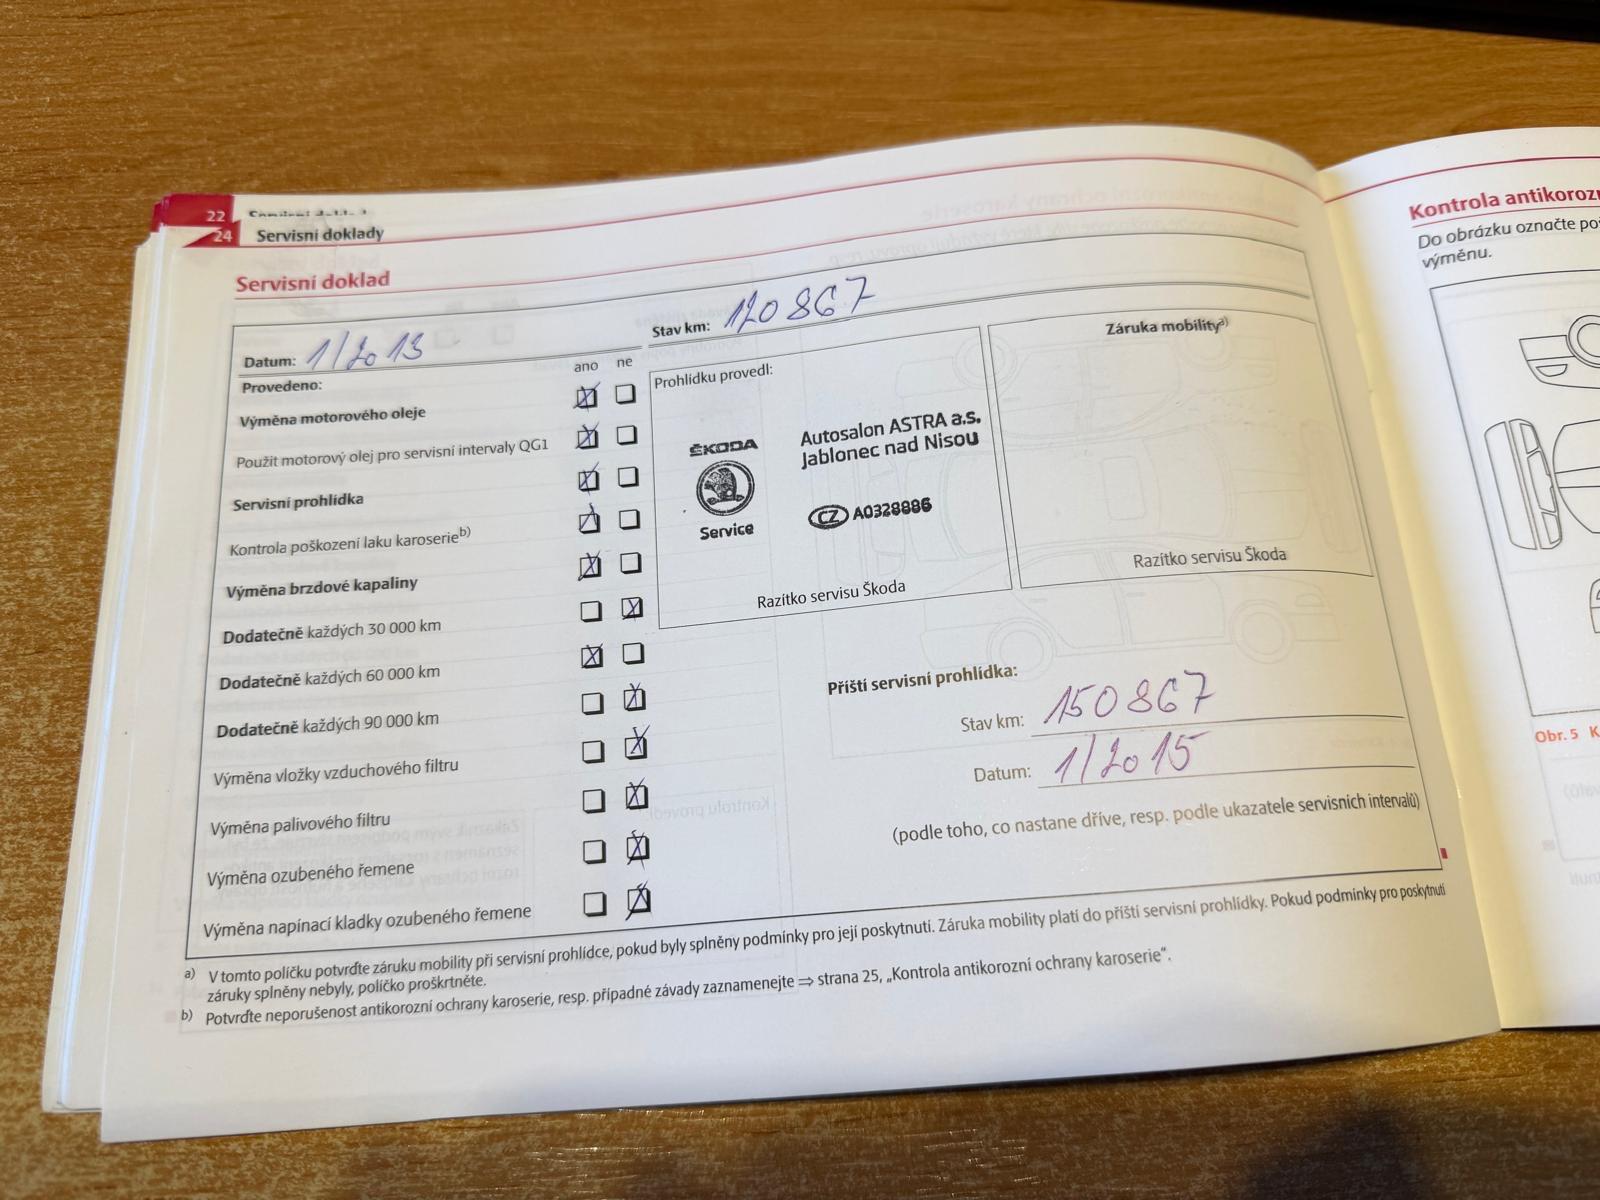 22 Servisní doklad
24 Servisní doklady
Servisní doklad
Datum: 1/2013
Stav km: 120 867
Provedeno:
ano ne
Výměna motorového oleje
Použit motorový olej pro servisní intervaly QG1
Servisní prohlídka
Kontrola poškození laku karoserie b)
Výměna brzdové kapaliny
Dodatečně každých 30 000 km
Dodatečně každých 60 000 km
Dodatečně každých 90 000 km
Výměna vložky vzduchového filtru
Výměna palivového filtru
Výměna ozubeného řemene
Výměna napínací kladky ozubeného řemene
Prohlídku provedl:
ŠKODA
Service
Autosalon ASTRA a.s.
Jablonec nad Nisou
CZ A0328886
Razítko servisu Škoda
Záruka mobility a)
Razítko servisu Škoda
Příští servisní prohlídka:
Stav km: 150 867
Datum: 1/2015
(podle toho, co nastane dříve, resp. podle ukazatele servisních intervalů)
a) V tomto políčku potvrďte záruku mobility při servisní prohlídce, pokud byly splněny podmínky pro její poskytnutí. Záruka mobility platí do příští servisní prohlídky. Pokud podmínky pro poskytnutí
záruky splněny nebyly, políčko proškrtněte.
b) Potvrďte neporušenost antikorozní ochrany karoserie, resp. případné závady zaznamenejte ⇒ strana 25, „Kontrola antikorozní ochrany karoserie“.
Kontrola antikoroz
Do obrázku označte
výměnu.
Obr. 5